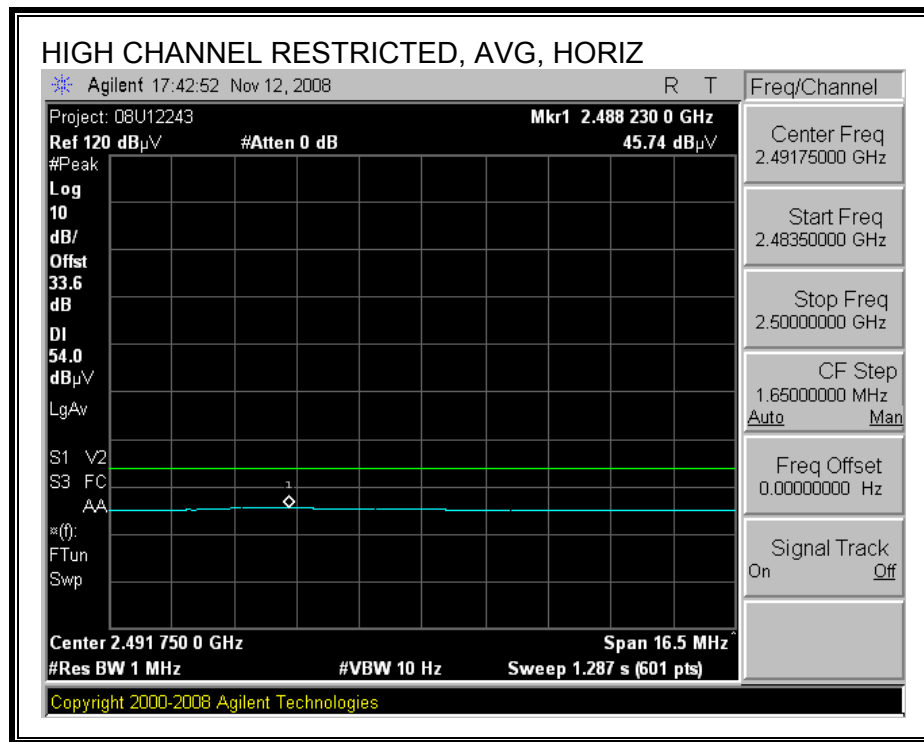 HIGH CHANNEL RESTRICTED, AVG, HORIZ
Agilent 17:42:52 Nov 12, 2008 R T
Project: 08U12243 Mkr1 2.488 230 0 GHz
Ref 120 dBµV #Atten 0 dB 45.74 dBµV
#Peak
Log
10
dB/
Offst
33.6
dB
DI
54.0
dBµV
LgAv
S1 V2
S3 FC
AA
¤(f):
FTun
Swp
1
Center 2.491 750 0 GHz Span 16.5 MHz^
#Res BW 1 MHz #VBW 10 Hz Sweep 1.287 s (601 pts)
Copyright 2000-2008 Agilent Technologies
Freq/Channel
Center Freq
2.49175000 GHz
Start Freq
2.48350000 GHz
Stop Freq
2.50000000 GHz
CF Step
1.65000000 MHz
Auto Man
Freq Offset
0.00000000 Hz
Signal Track
On Off